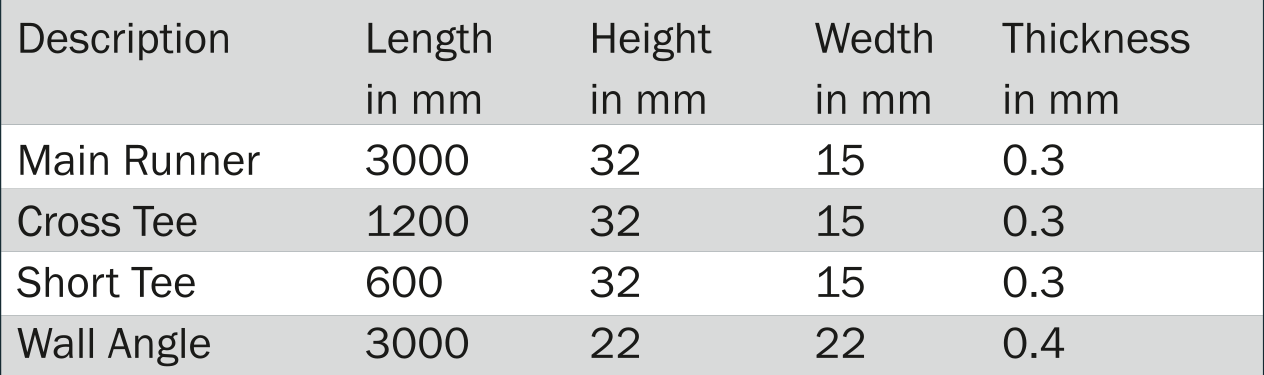 Description Length Height Wedth Thickness
in mm in mm in mm in mm
Main Runner 3000 32 15 0.3
Cross Tee 1200 32 15 0.3
Short Tee 600 32 15 0.3
Wall Angle 3000 22 22 0.4